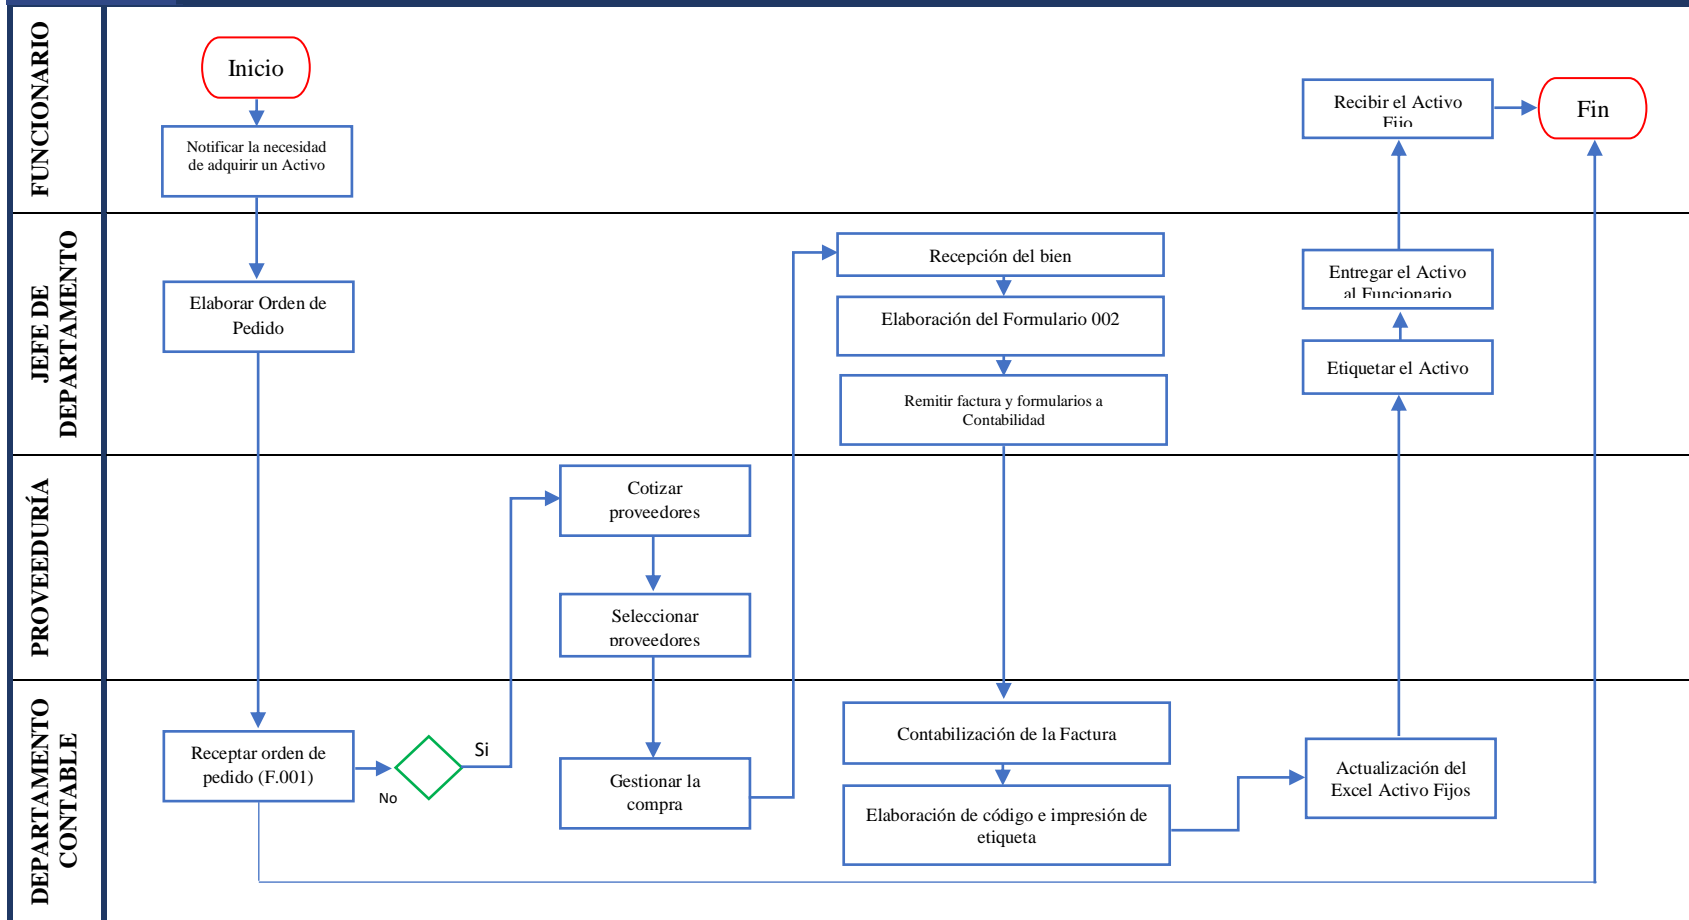 FUNCIONARIO
Inicio
Notificar la necesidad
de adquirir un Activo
Recibir el Activo
Fijo
Fin
JEFE DE
DEPARTAMENTO
Elaborar Orden de
Pedido
Recepción del bien
Elaboración del Formulario 002
Remitir factura y formularios a
Contabilidad
Entregar el Activo
al Funcionario
Etiquetar el Activo
PROVEEDURÍA
Cotizar
proveedores
Seleccionar
proveedores
DEPARTAMENTO
CONTABLE
Receptar orden de
pedido (F.001)
No
Si
Gestionar la
compra
Contabilización de la Factura
Elaboración de código e impresión de
etiqueta
Actualización del
Excel Activo Fijos